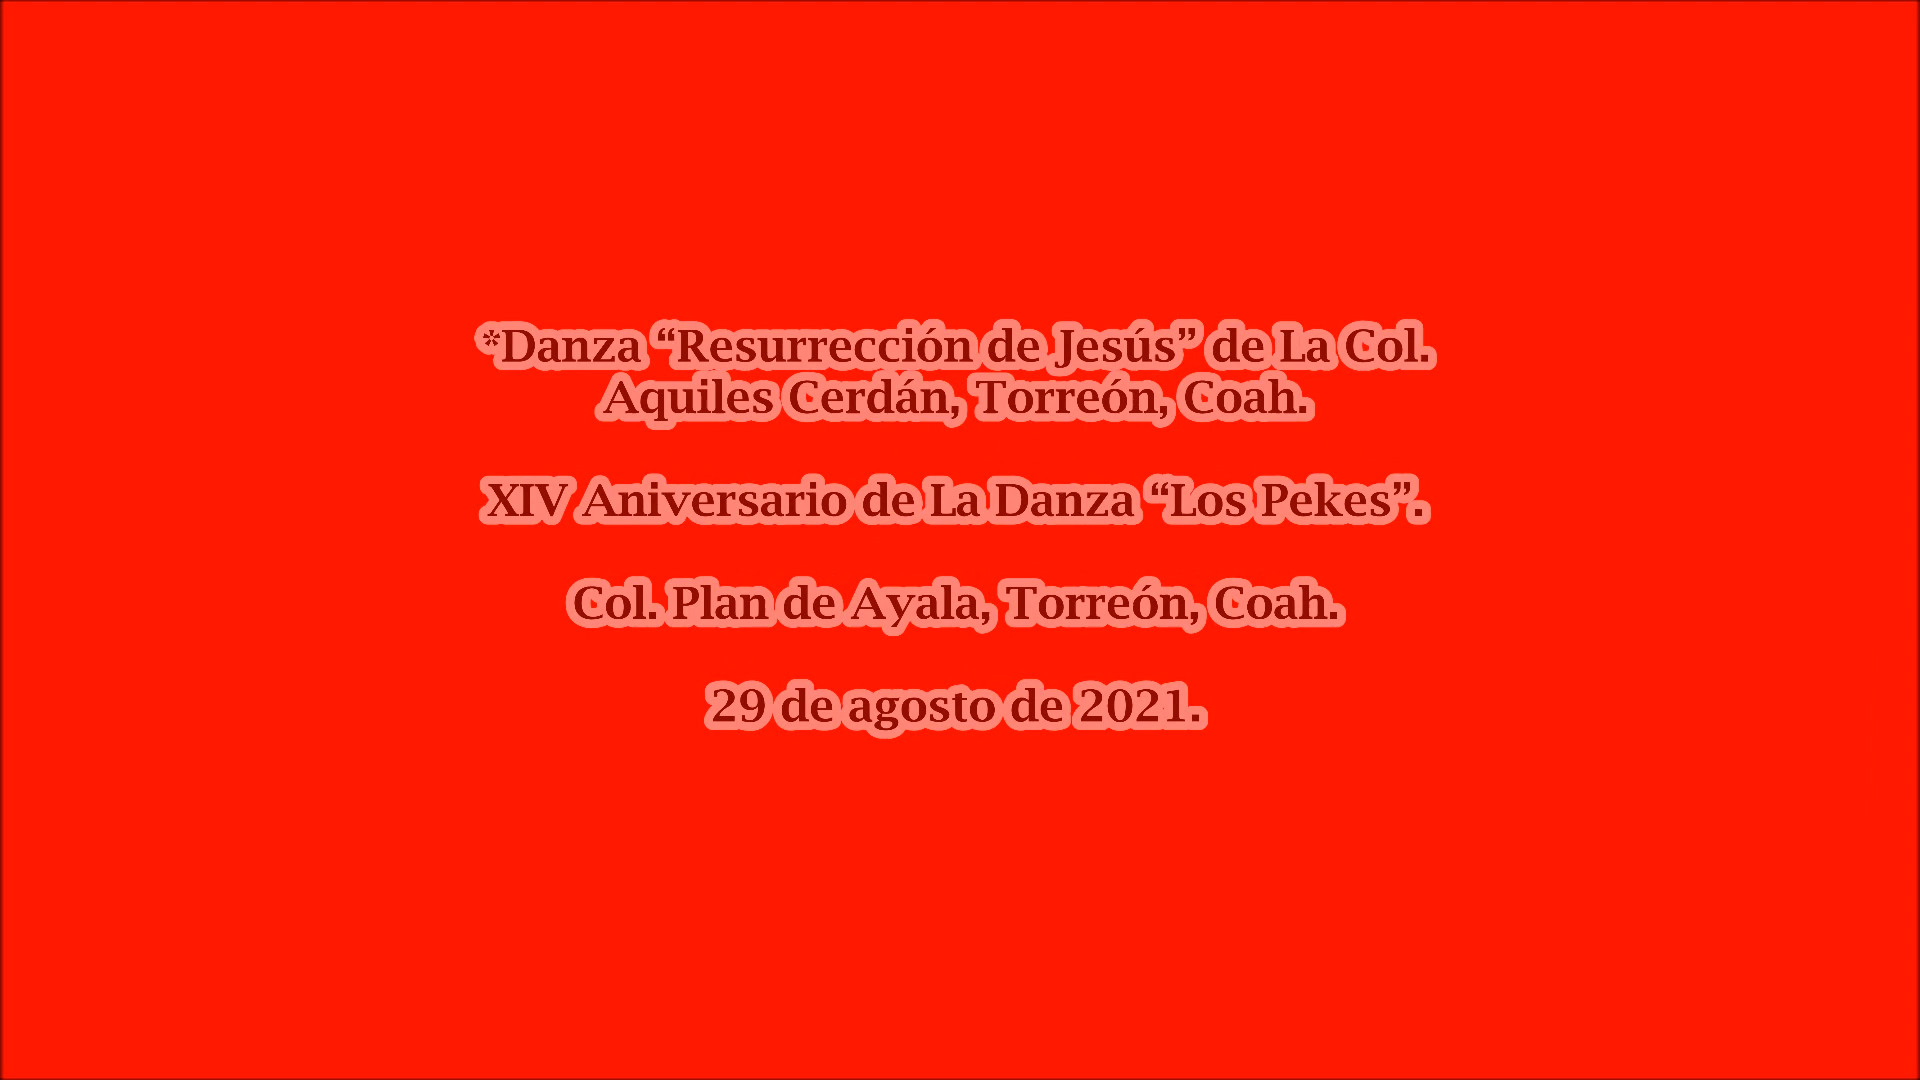 *Danza “Resurrección de Jesús” de La Col.
Aquiles Cerdán, Torreón, Coah.
XIV Aniversario de La Danza “Los Pekes”.
Col. Plan de Ayala, Torreón, Coah.
29 de agosto de 2021.